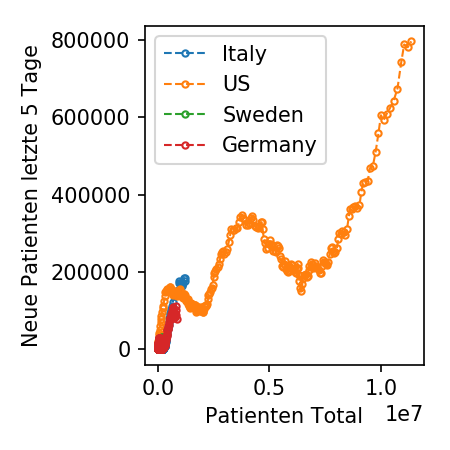 Italy
US
Sweden
Germany
Neue Patienten letzte 5 Tage
800000
600000
400000
200000
0
0.0
0.5
1.0
1e7
Patienten Total